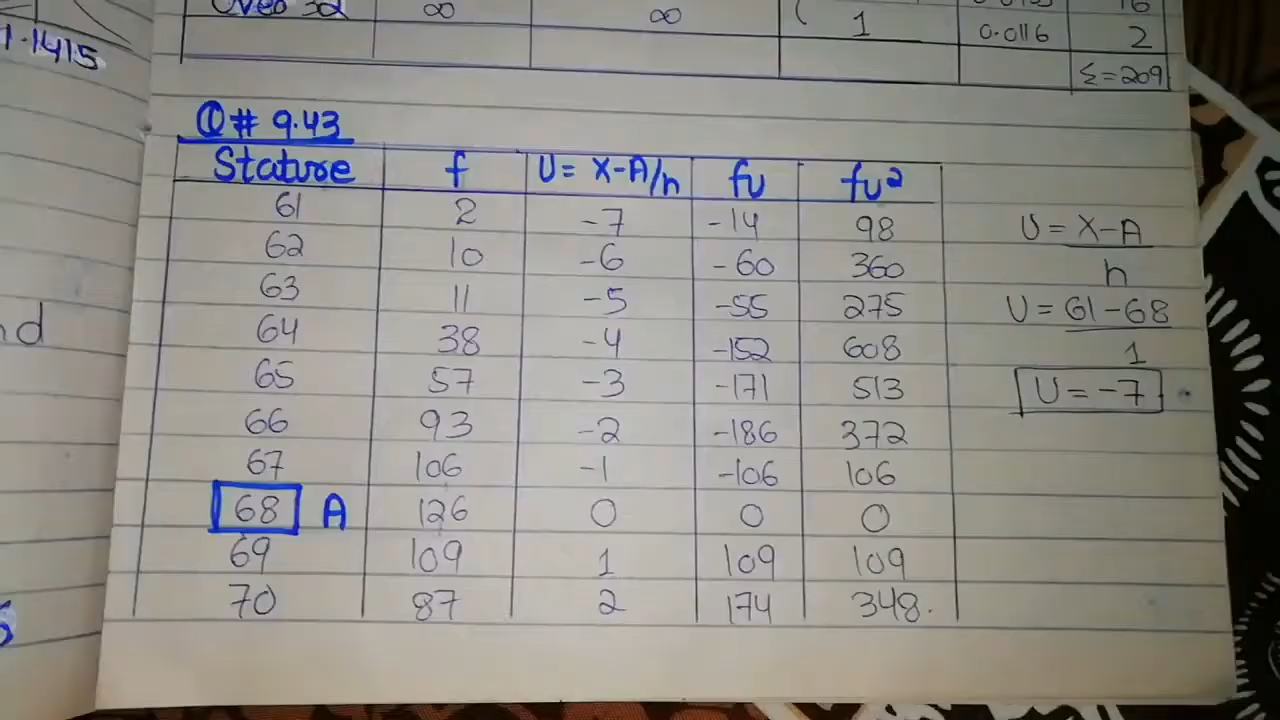 Over 32 ∞ ∞ ( 16
1 0.0116 2
1.1415
Σ=209
Q# 9.43
Stature f U= X-A/h fu fu²
61 2 -7 -14 98
62 10 -6 -60 360
63 11 -5 -55 275
64 38 -4 -152 608
65 57 -3 -171 513
66 93 -2 -186 372
67 106 -1 -106 106
68 A 126 0 0 0
69 109 1 109 109
70 87 2 174 348.
U = X-A
h
U = 61-68
1
U = -7
nd